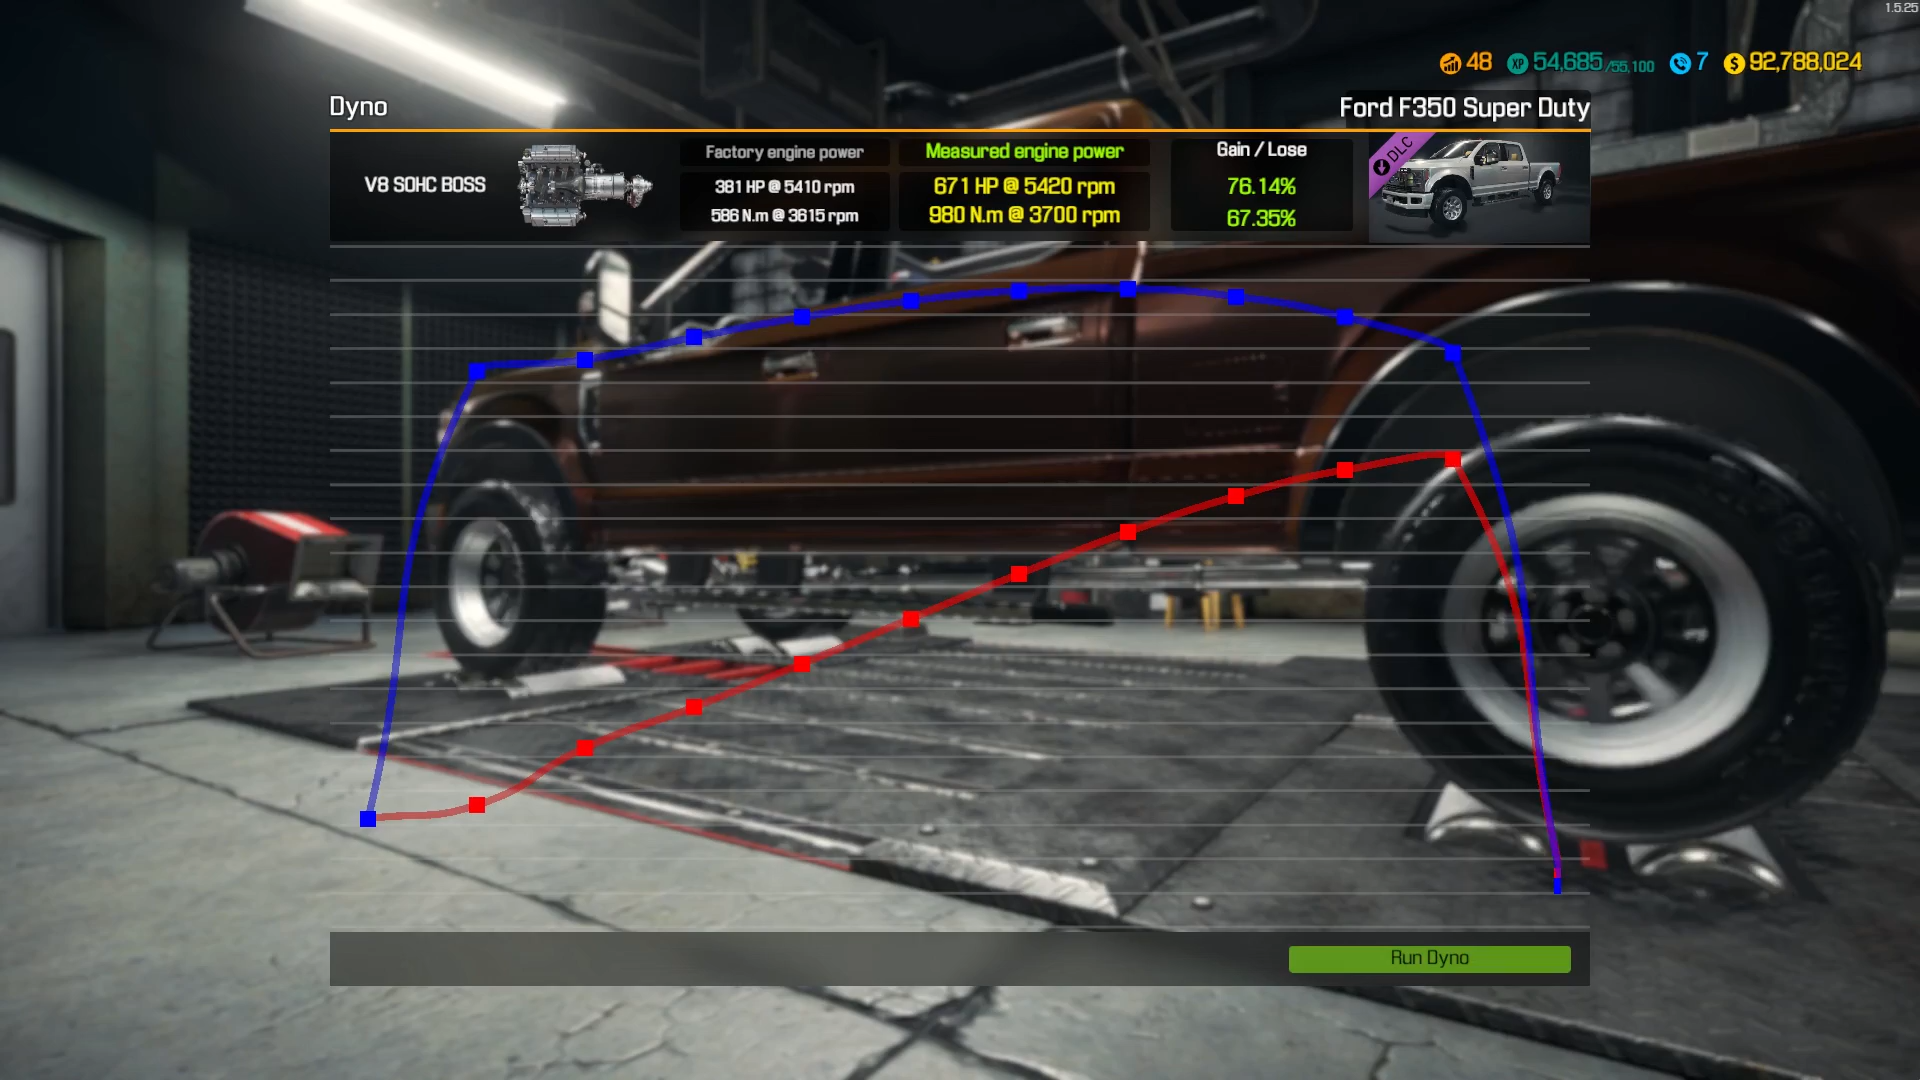 1.5.25
48 XP 54,685/55,100 7 $ 92,788,024
Dyno
Ford F350 Super Duty
V8 SOHC BOSS
Factory engine power
381 HP @ 5410 rpm
586 N.m @ 3615 rpm
Measured engine power
671 HP @ 5420 rpm
980 N.m @ 3700 rpm
Gain / Lose
76.14%
67.35%
DLC
Run Dyno